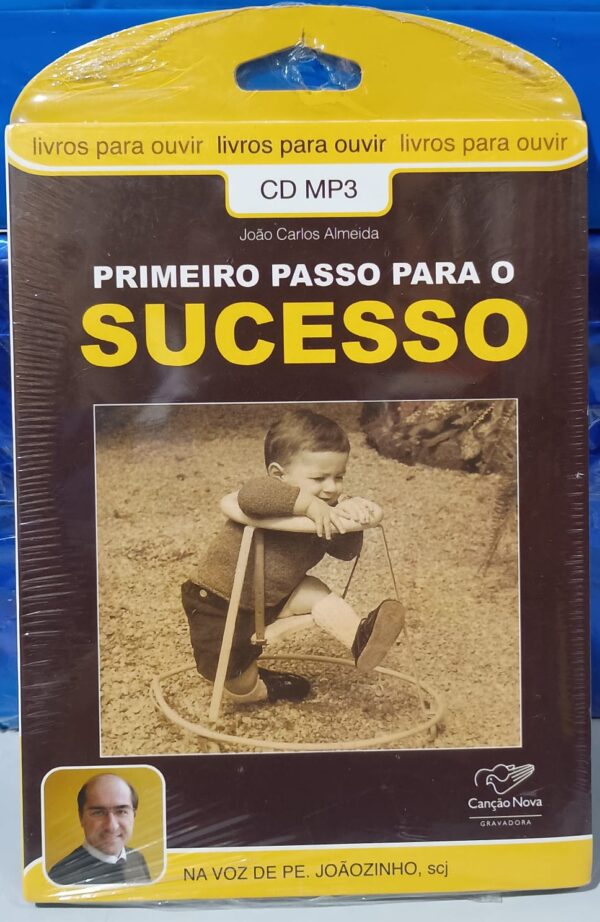 livros para ouvir livros para ouvir livros para ouvir
CD MP3
João Carlos Almeida
PRIMEIRO PASSO PARA O
SUCESSO
Canção Nova
GRAVADORA
NA VOZ DE PE. JOÃOZINHO, scj